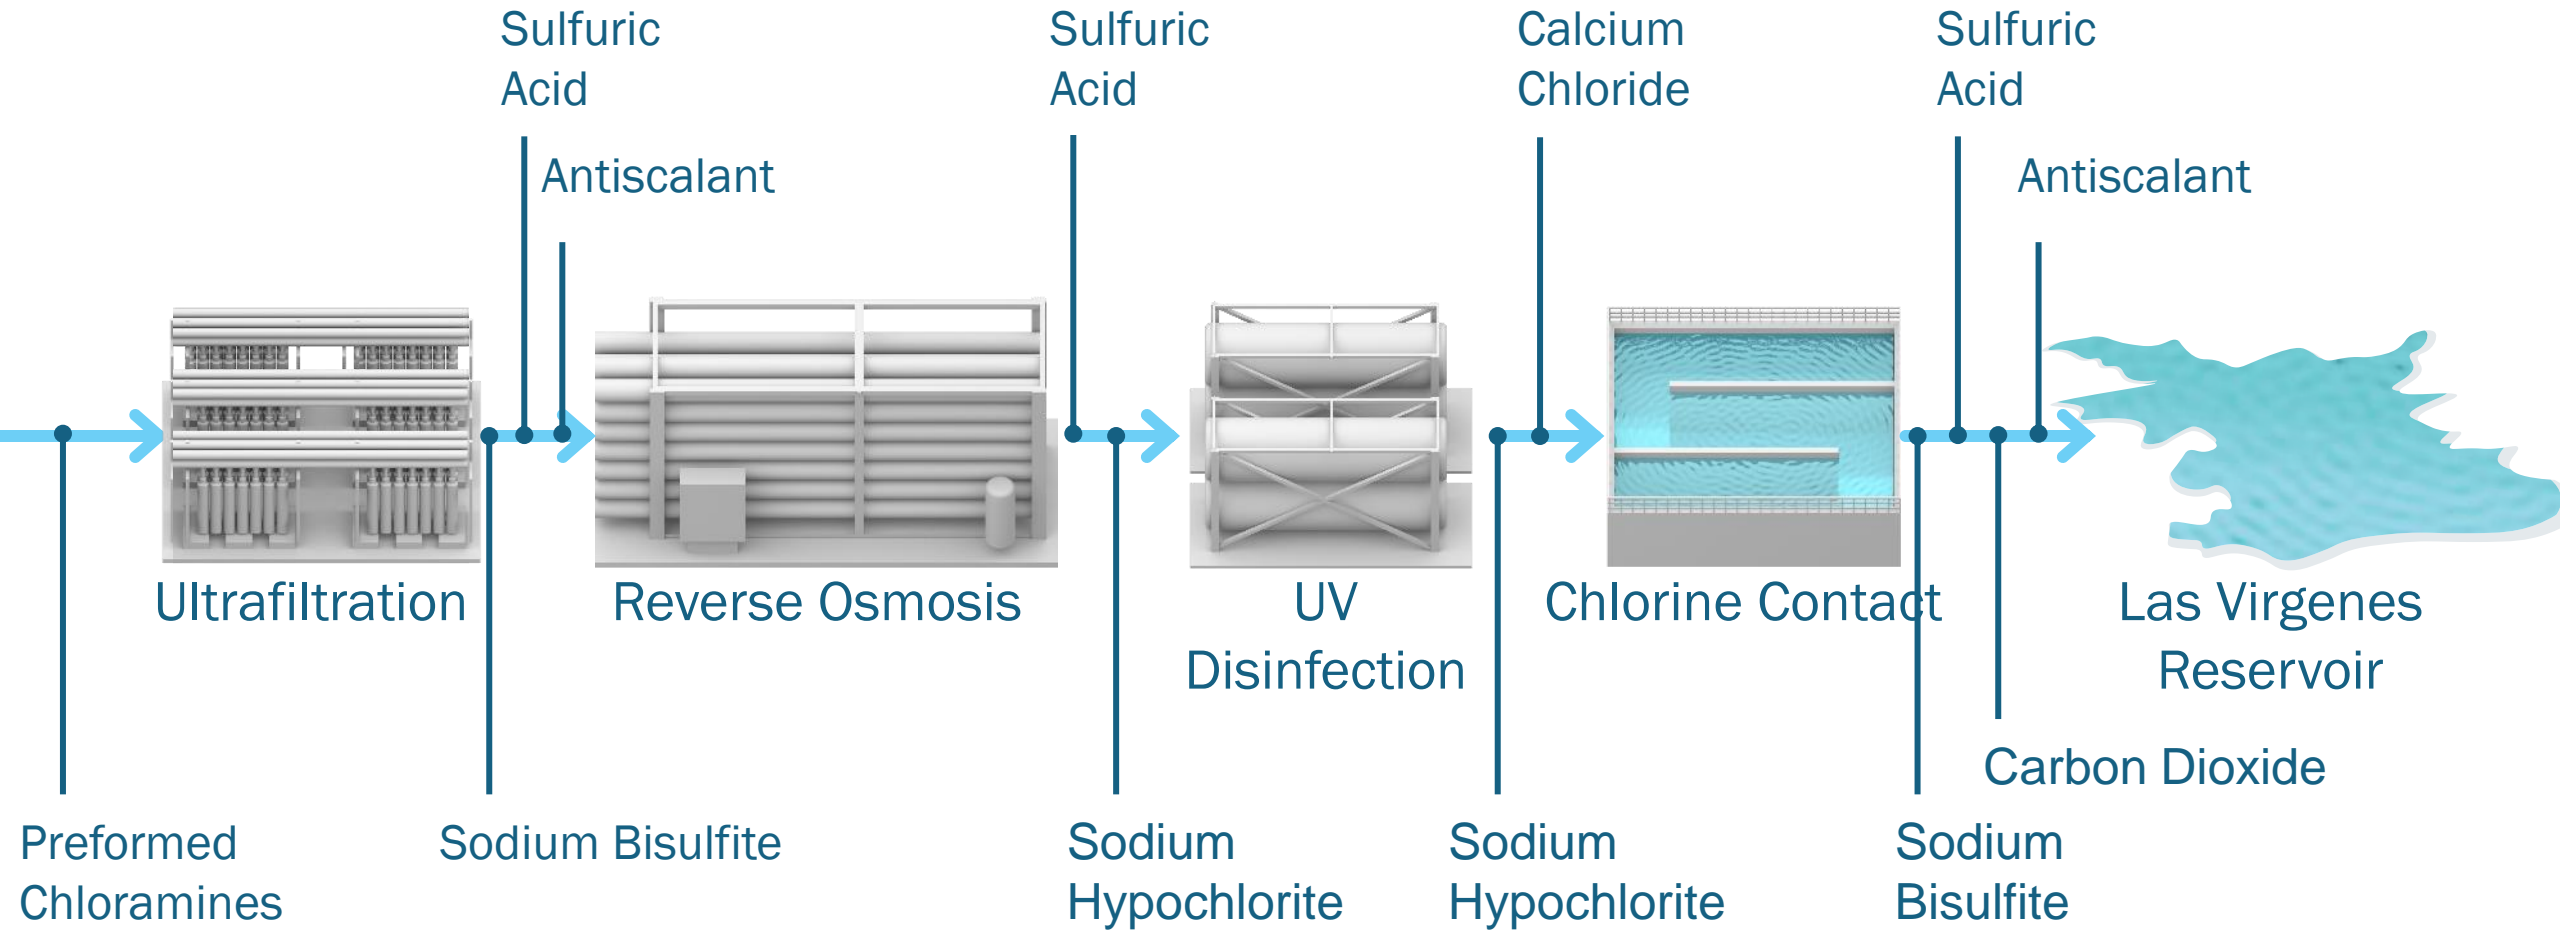 Sulfuric
Acid
Sulfuric
Acid
Calcium
Chloride
Sulfuric
Acid
Antiscalant
Antiscalant
Ultrafiltration
Reverse Osmosis
UV
Disinfection
Chlorine Contact
Las Virgenes
Reservoir
Carbon Dioxide
Preformed
Chloramines
Sodium Bisulfite
Sodium
Hypochlorite
Sodium
Hypochlorite
Sodium
Bisulfite